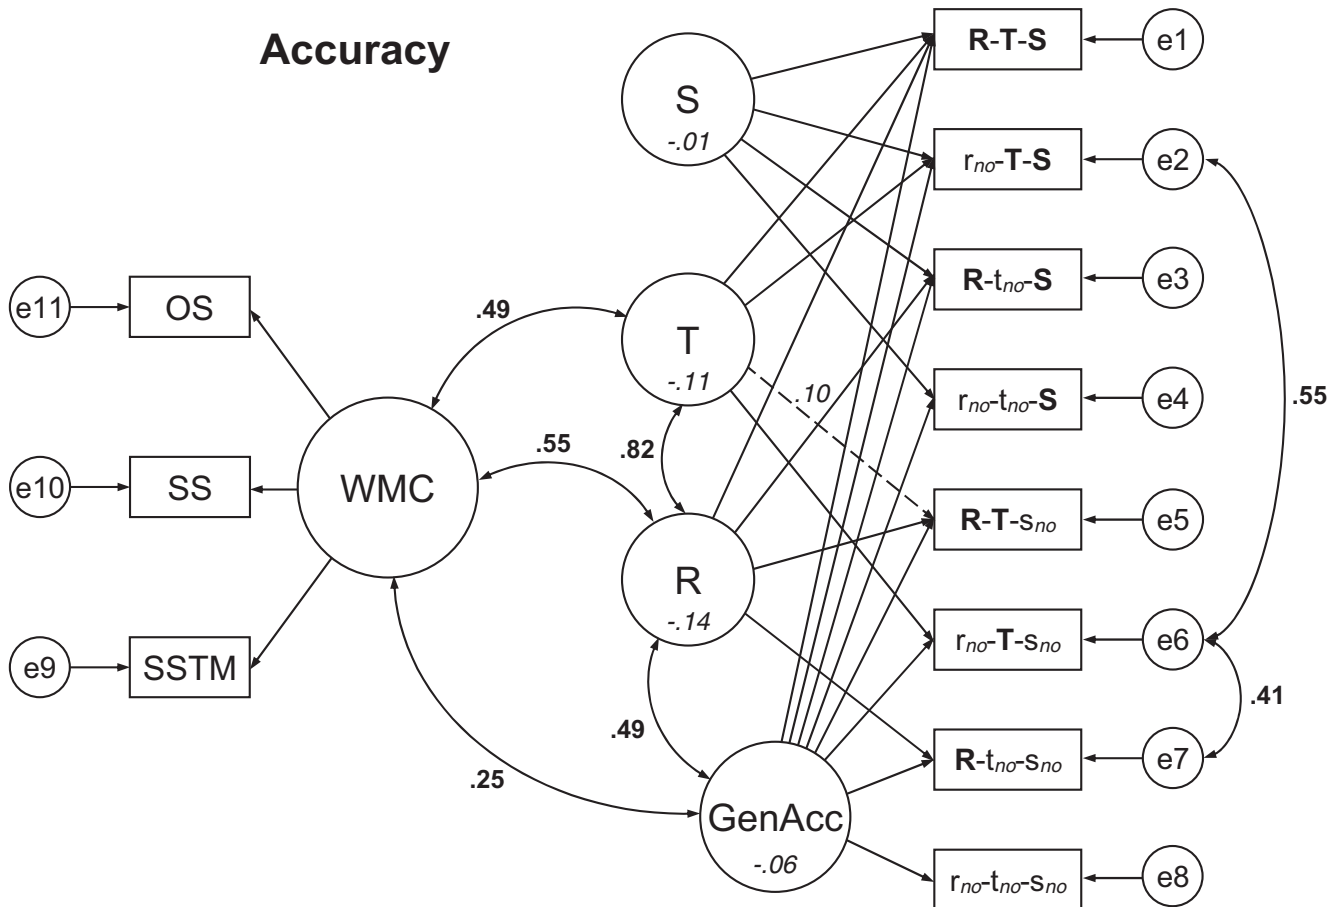 Accuracy
S
-.01
R-T-S
e1
rno-T-S
e2
e11
OS
.49
T
-.11
R-tno-S
e3
.10
rno-tno-S
e4
.55
e10
SS
WMC
.55
.82
R-T-sno
e5
R
-.14
rno-T-sno
e6
e9
SSTM
.41
.49
.25
R-tno-sno
e7
GenAcc
-.06
rno-tno-sno
e8